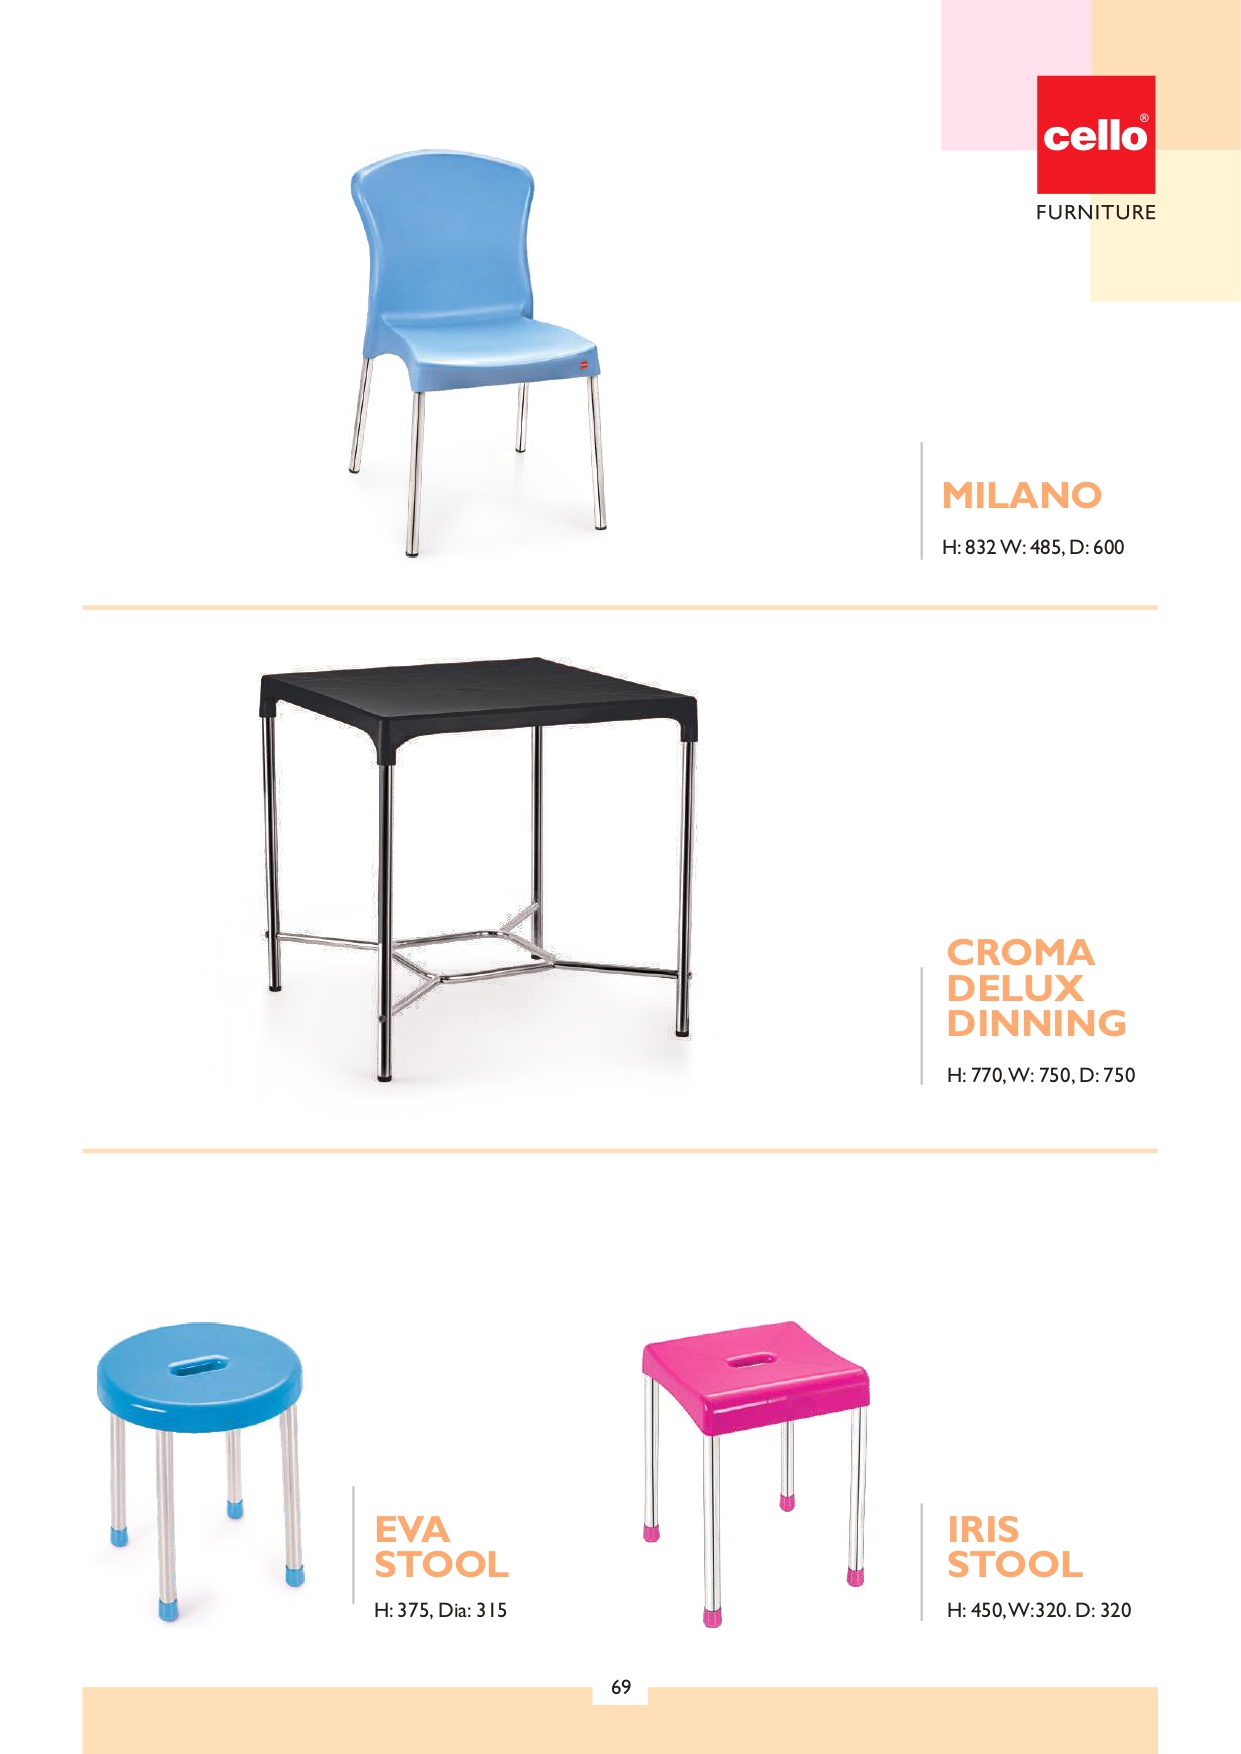 cello®
FURNITURE
MILANO
H: 832 W: 485, D: 600
CROMA
DELUX
DINNING
H: 770, W: 750, D: 750
EVA
STOOL
H: 375, Dia: 315
IRIS
STOOL
H: 450, W:320. D: 320
69